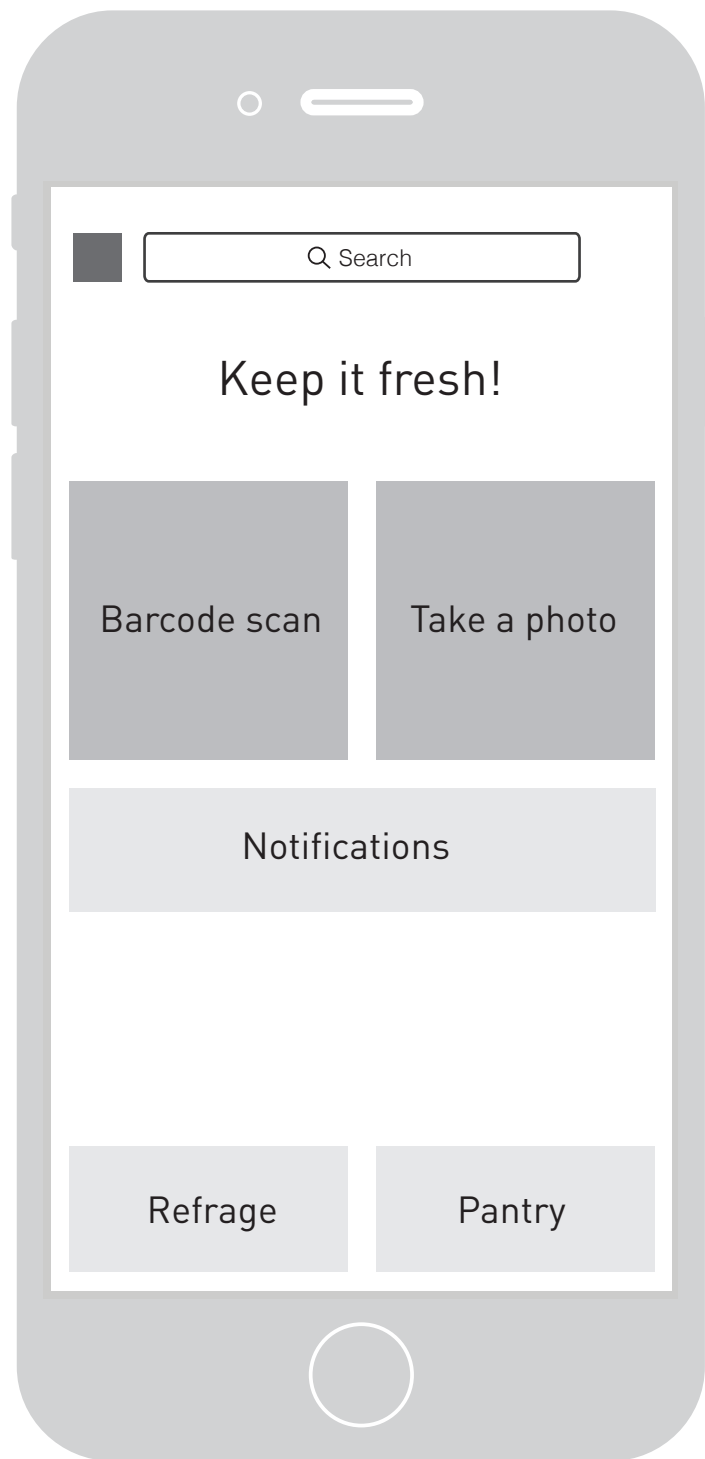 Search
Keep it fresh!
Barcode scan
Take a photo
Notifications
Refrage
Pantry